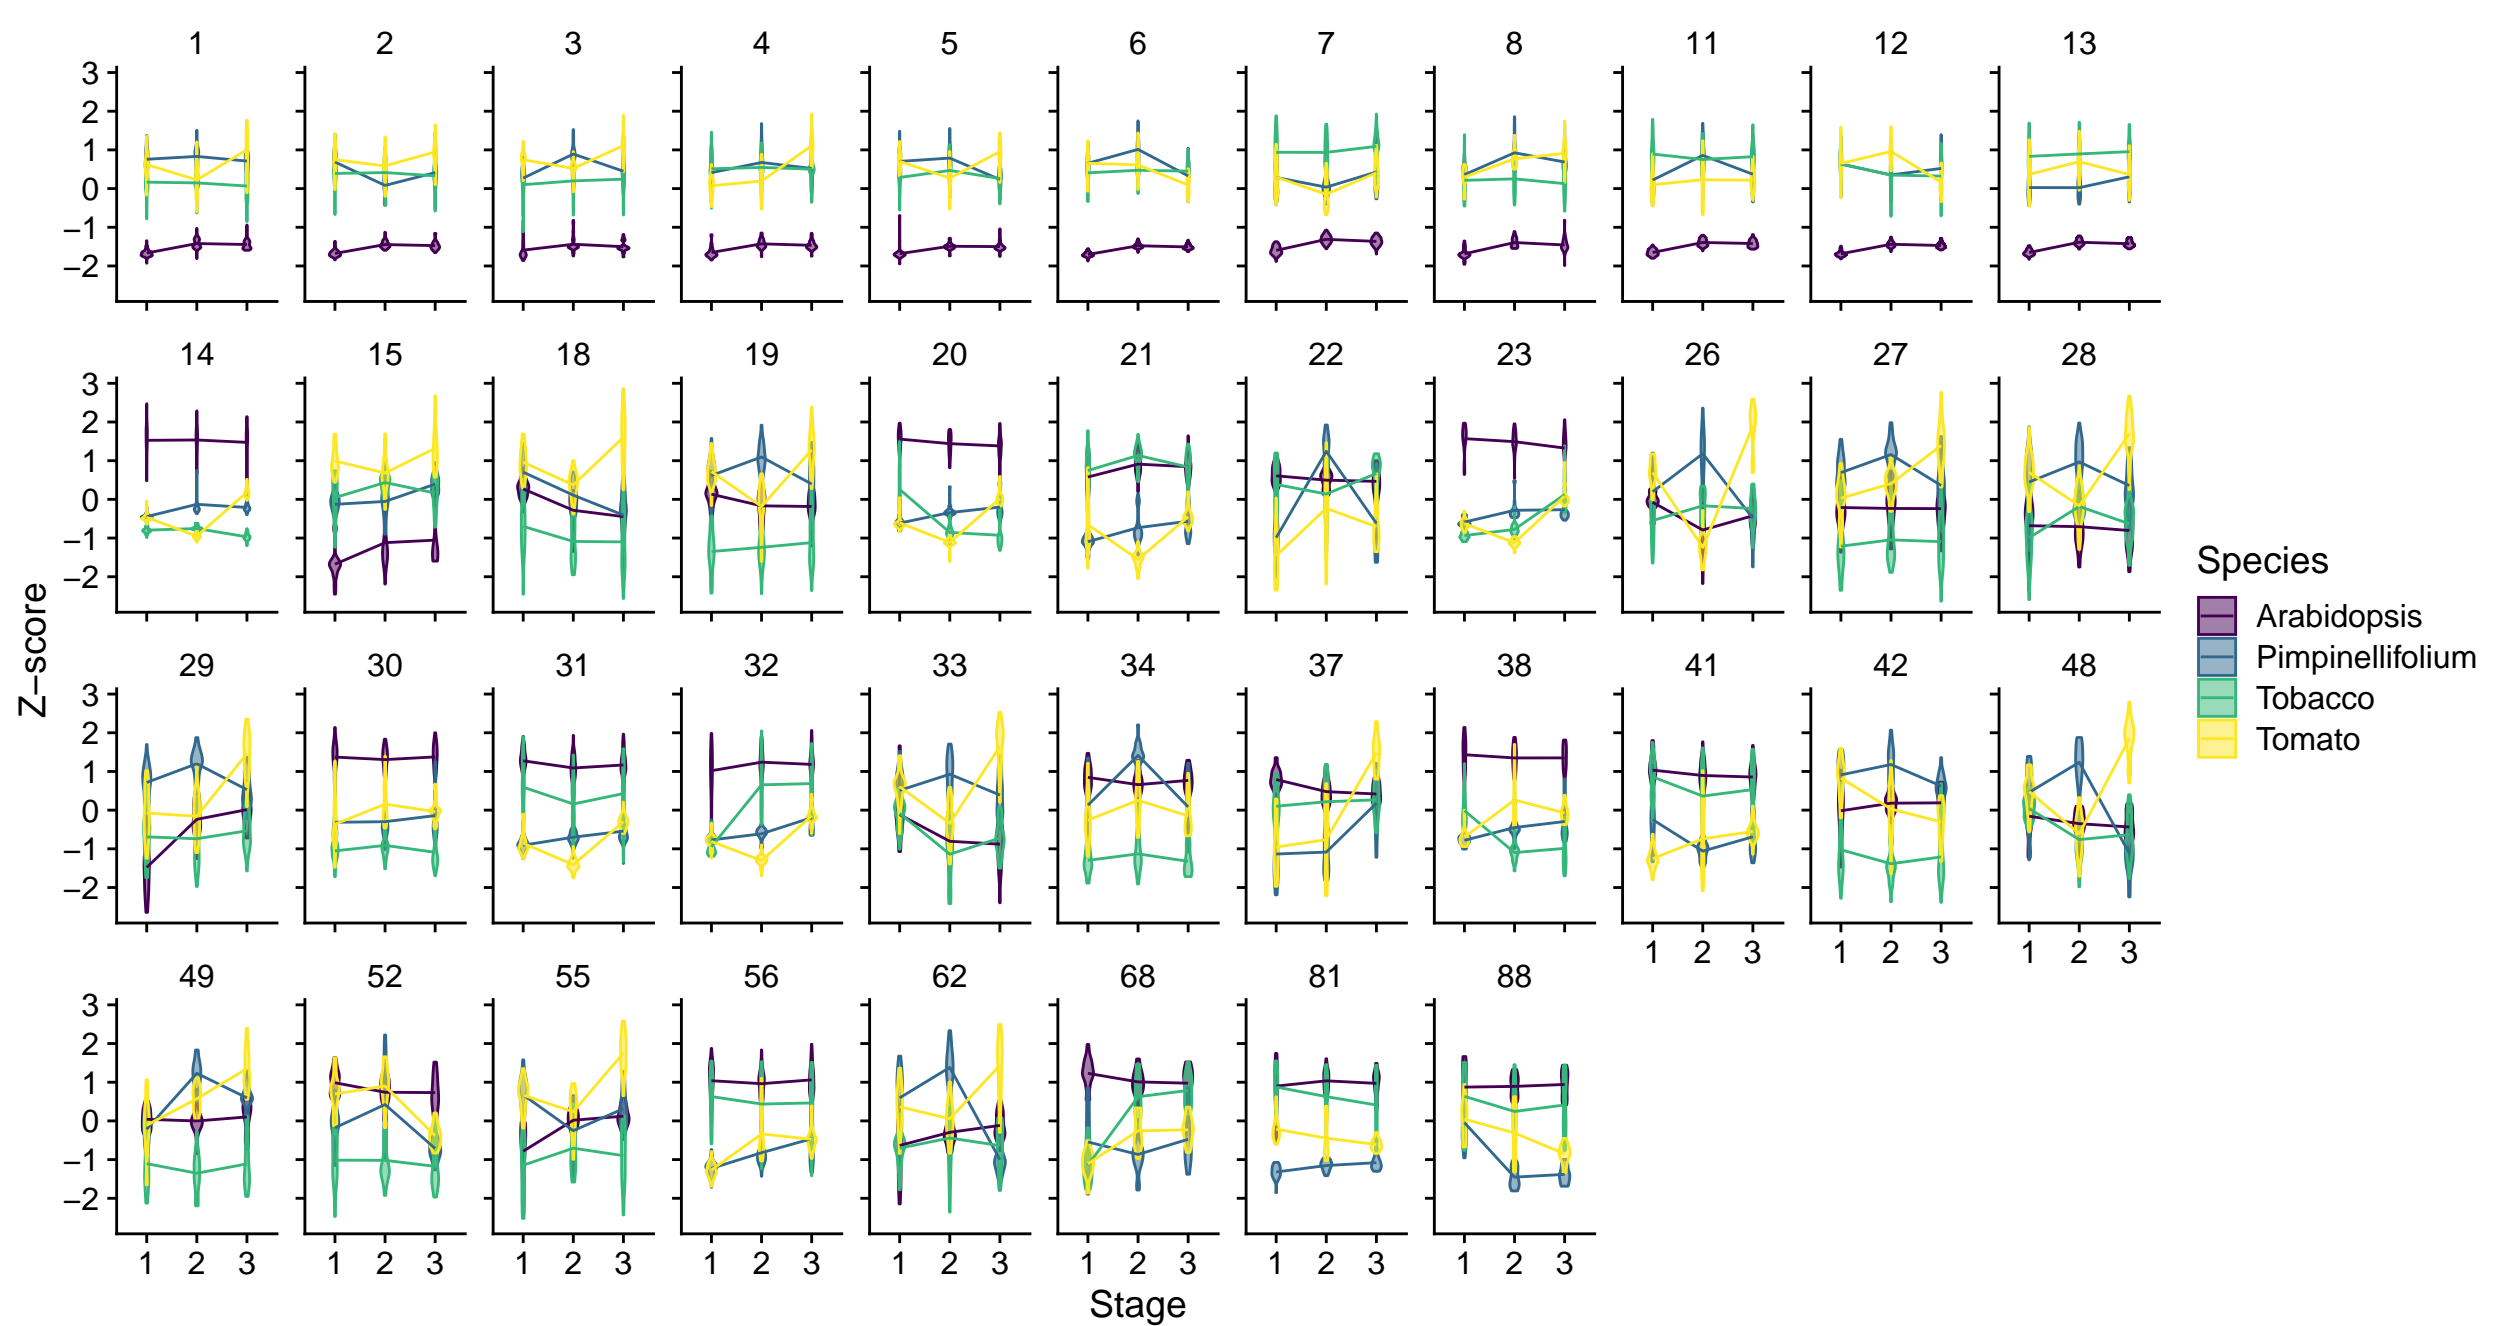 1 2 3 4 5 6 7 8 11 12 13
3
2
1
0
−1
−2
14 15 18 19 20 21 22 23 26 27 28
3
2
1
0
−1
−2
29 30 31 32 33 34 37 38 41 42 48
3
2
1
0
−1
−2
1 2 3 1 2 3 1 2 3
49 52 55 56 62 68 81 88
3
2
1
0
−1
−2
1 2 3 1 2 3 1 2 3 1 2 3 1 2 3 1 2 3 1 2 3 1 2 3
Stage
Z−score
Species
Arabidopsis
Pimpinellifolium
Tobacco
Tomato